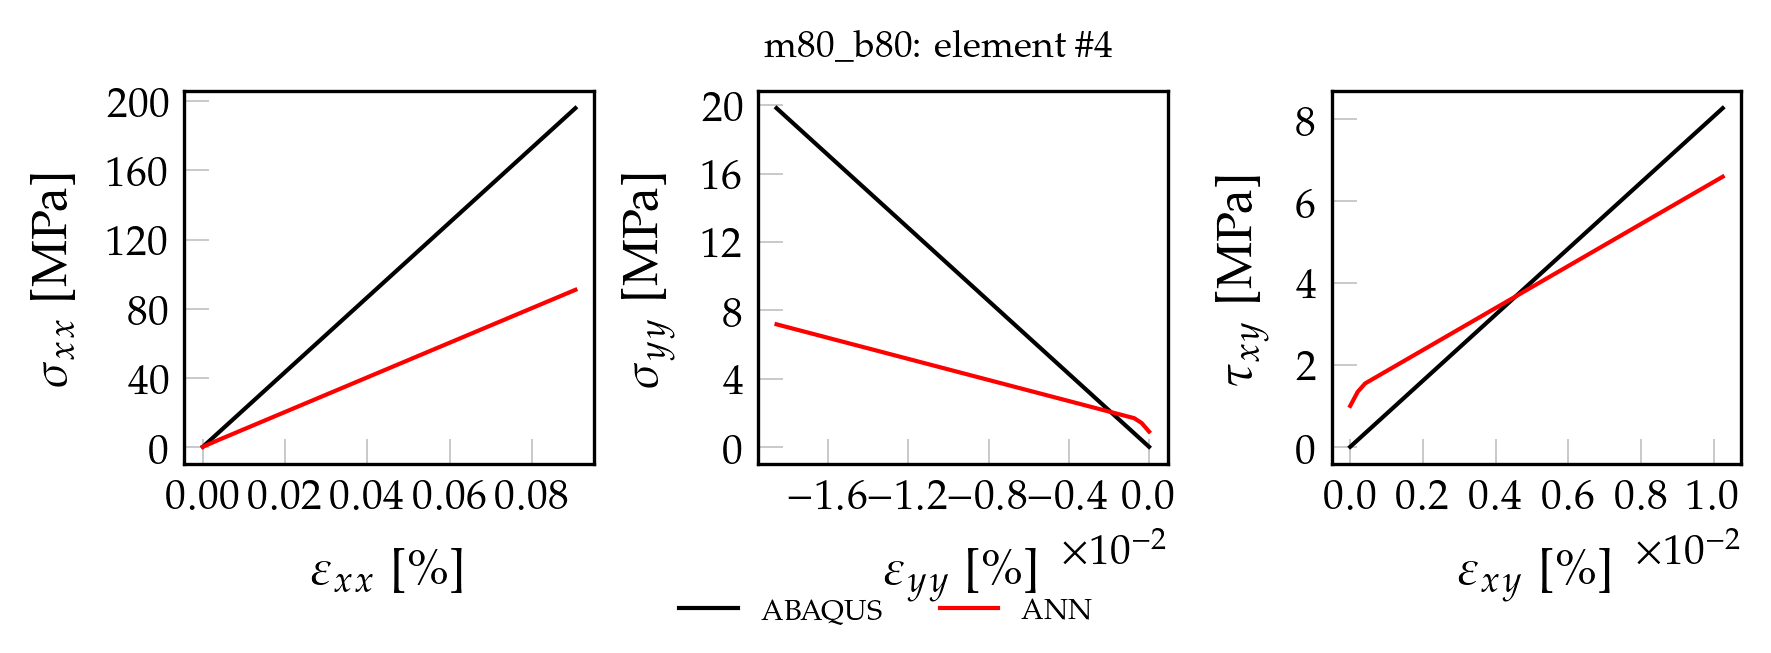 m80_b80: element #4
σxx [MPa]
200
160
120
80
40
0
0.00 0.02 0.04 0.06 0.08
εxx [%]
σyy [MPa]
20
16
12
8
4
0
−1.6 −1.2 −0.8 −0.4 0.0
×10−2
εyy [%]
τxy [MPa]
8
6
4
2
0
0.0 0.2 0.4 0.6 0.8 1.0
×10−2
εxy [%]
ABAQUS ANN